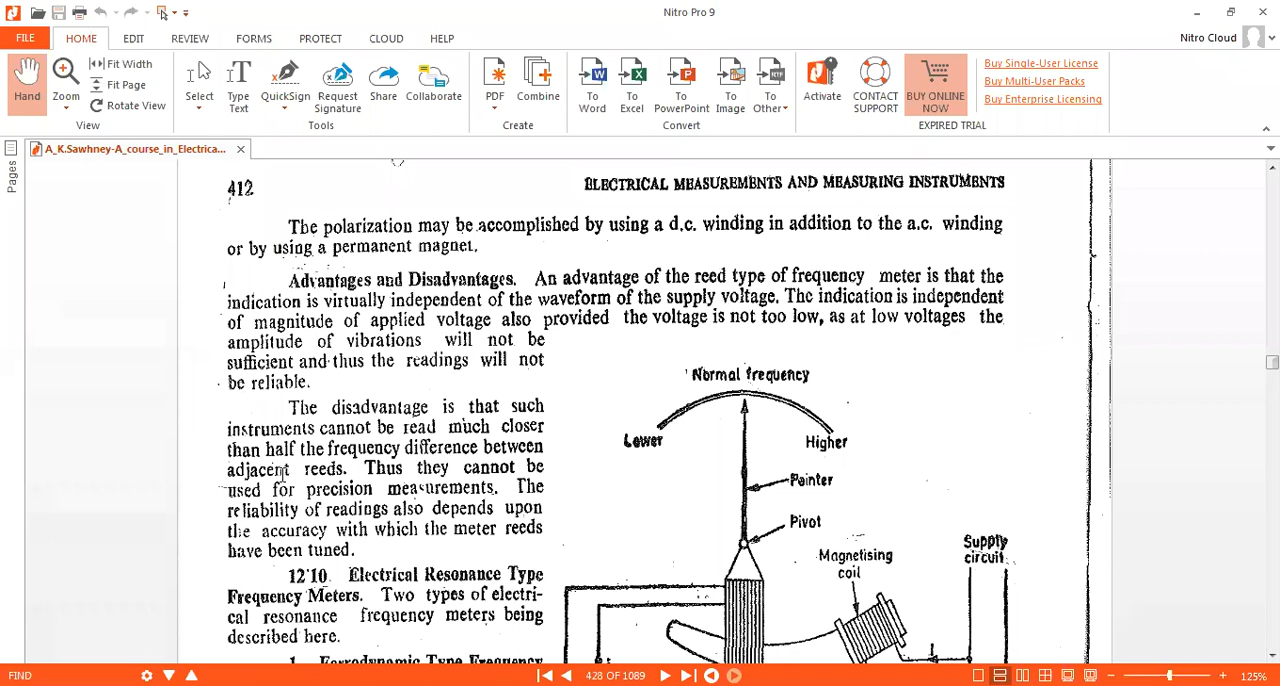 Nitro Pro 9
FILE
HOME
EDIT
REVIEW
FORMS
PROTECT
CLOUD
HELP
Nitro Cloud
Hand
Zoom
Fit Width
Fit Page
Rotate View
View
Select
Type Text
QuickSign
Request Signature
Share
Collaborate
Tools
PDF
Combine
Create
To Word
To Excel
To PowerPoint
To Image
To Other
Convert
Activate
CONTACT SUPPORT
BUY ONLINE NOW
Buy Single-User License
Buy Multi-User Packs
Buy Enterprise Licensing
EXPIRED TRIAL
A_K.Sawhney-A_course_in_Electrica...
Pages
412
ELECTRICAL MEASUREMENTS AND MEASURING INSTRUMENTS
The polarization may be accomplished by using a d.c. winding in addition to the a.c. winding
or by using a permanent magnet.
Advantages and Disadvantages. An advantage of the reed type of frequency meter is that the
indication is virtually independent of the waveform of the supply voltage. The indication is independent
of magnitude of applied voltage also provided the voltage is not too low, as at low voltages the
amplitude of vibrations will not be
sufficient and thus the readings will not
be reliable.
The disadvantage is that such
instruments cannot be read much closer
than half the frequency difference between
adjacent reeds. Thus they cannot be
used for precision measurements. The
reliability of readings also depends upon
the accuracy with which the meter reeds
have been tuned.
12·10. Electrical Resonance Type
Frequency Meters. Two types of electri-
cal resonance frequency meters being
described here.
1. Ferrodynamic Type Frequency
Normal frequency
Lower
Higher
Pointer
Pivot
Magnetising
coil
Supply
circuit
FIND
428 OF 1089
125%